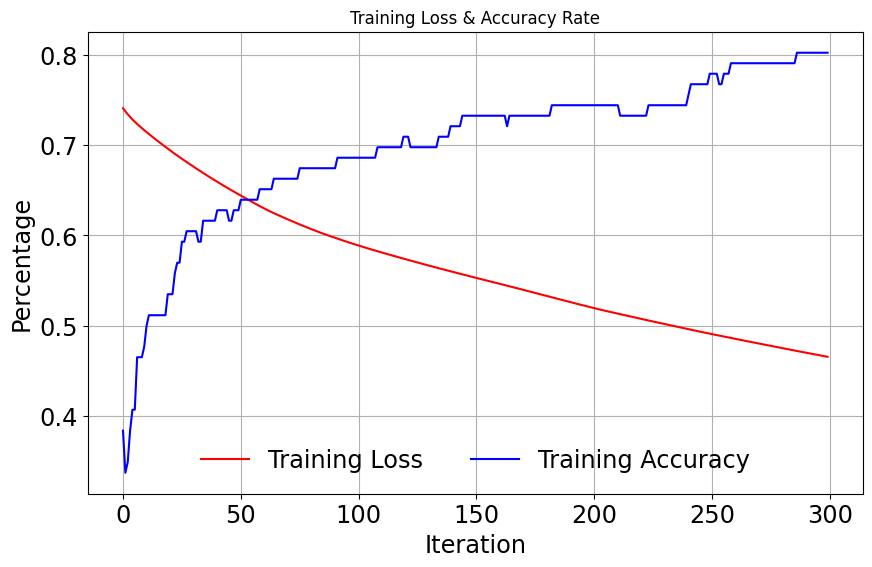 Training Loss & Accuracy Rate
0.8
0.7
0.6
0.5
0.4
Percentage
Training Loss
Training Accuracy
0 50 100 150 200 250 300
Iteration